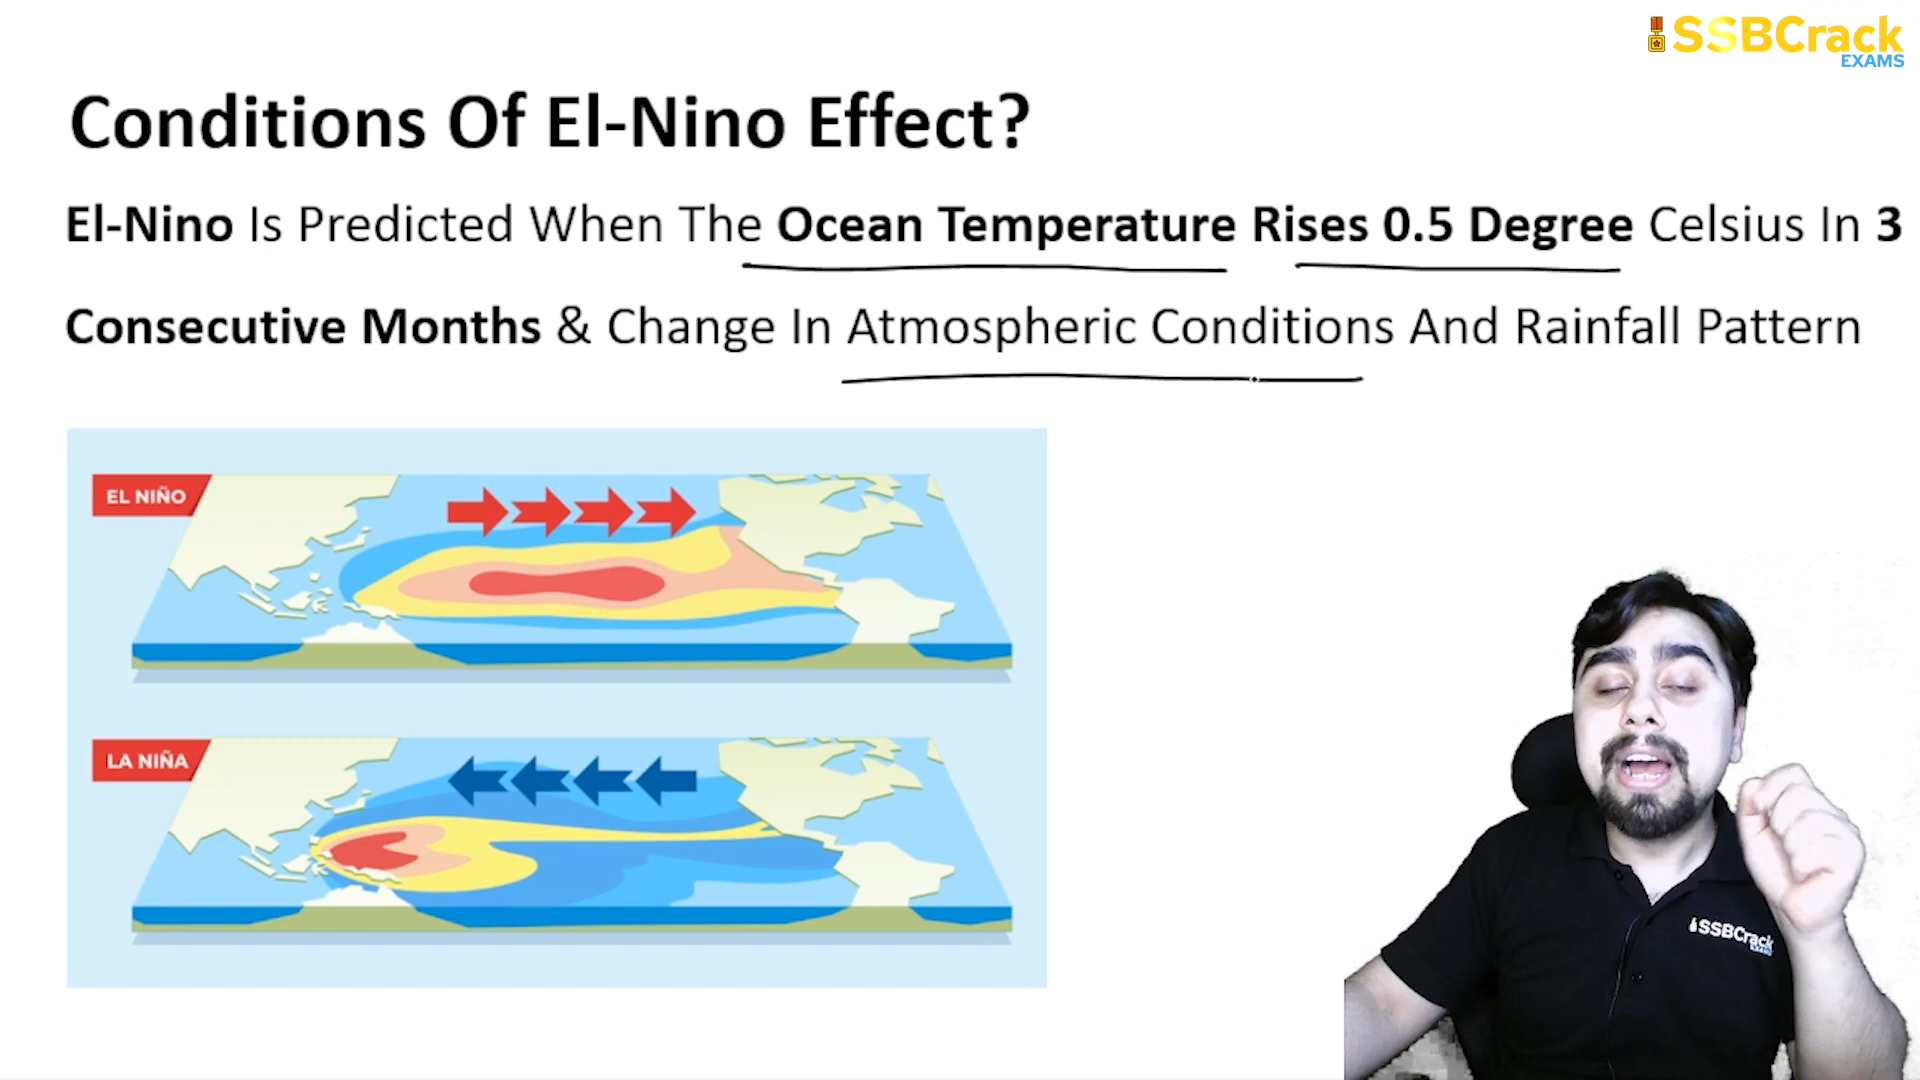 SSBCrack
EXAMS
Conditions Of El-Nino Effect?
El-Nino Is Predicted When The Ocean Temperature Rises 0.5 Degree Celsius In 3
Consecutive Months & Change In Atmospheric Conditions And Rainfall Pattern
EL NIÑO
LA NIÑA
SSBCrack
EXAMS